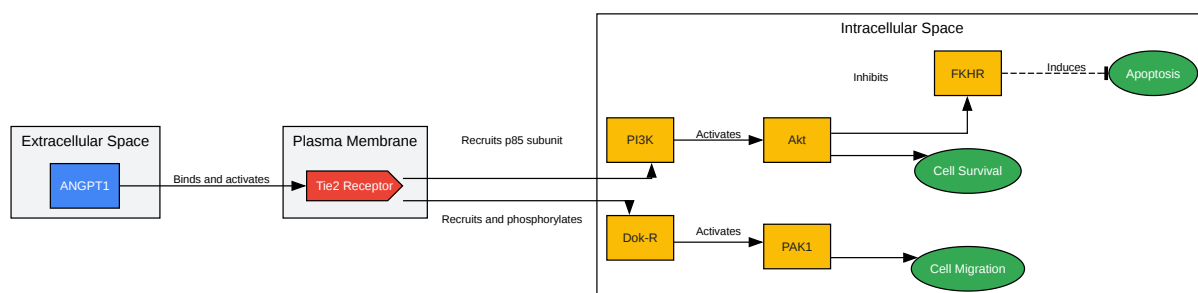 Intracellular Space
FKHR
Induces
Apoptosis
Inhibits
Extracellular Space
Plasma Membrane
Recruits p85 subunit
PI3K
Activates
Akt
ANGPT1
Binds and activates
Tie2 Receptor
Cell Survival
Recruits and phosphorylates
Dok-R
Activates
PAK1
Cell Migration